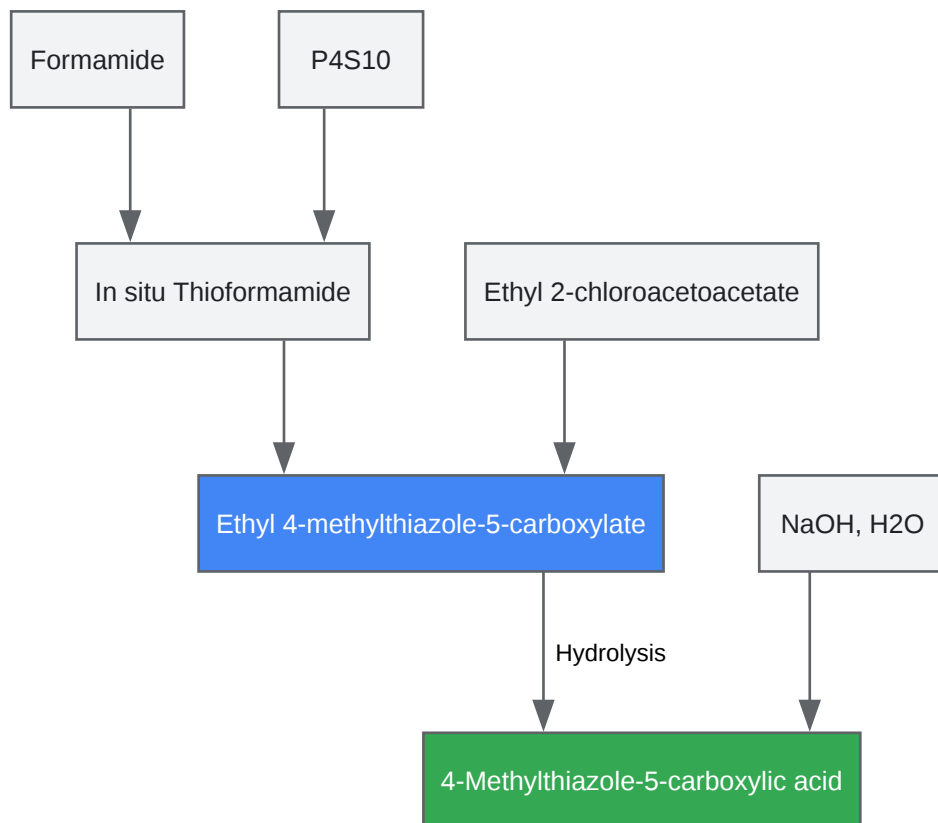 Formamide
P4S10
In situ Thioformamide
Ethyl 2-chloroacetoacetate
Ethyl 4-methylthiazole-5-carboxylate
NaOH, H2O
Hydrolysis
4-Methylthiazole-5-carboxylic acid